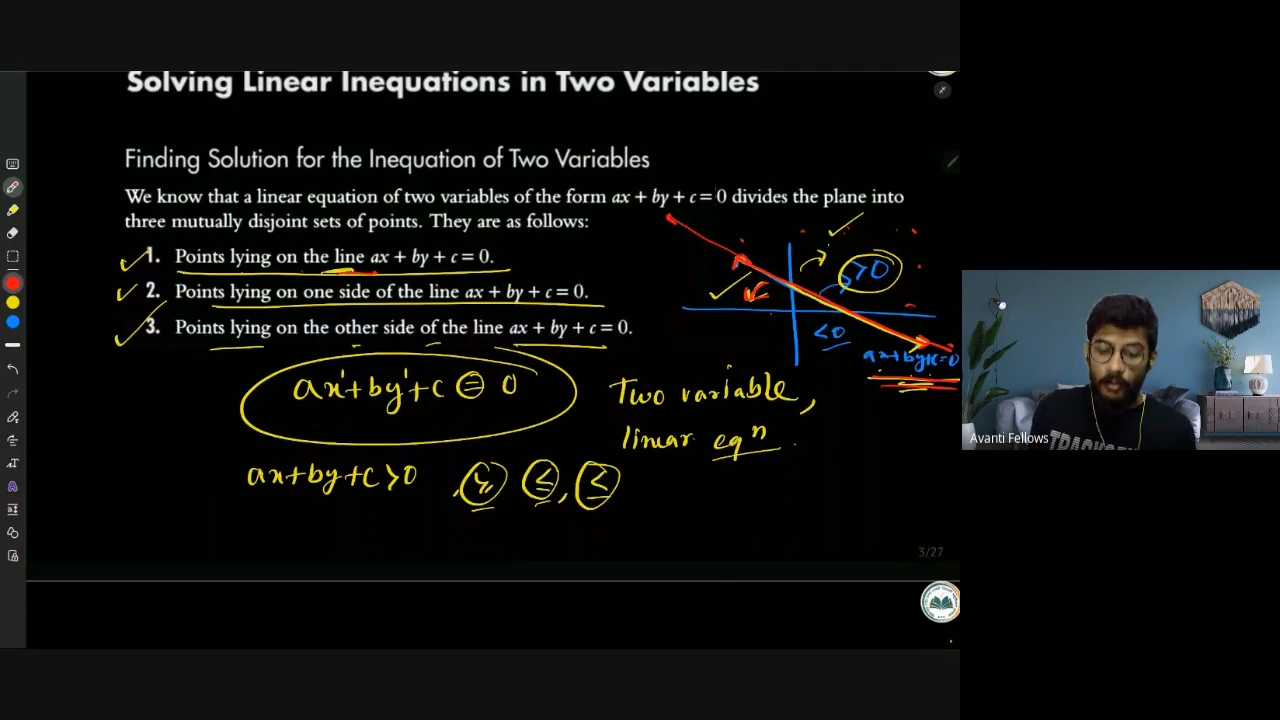 Solving Linear Inequations in Two Variables
Finding Solution for the Inequation of Two Variables
We know that a linear equation of two variables of the form ax + by + c = 0 divides the plane into
three mutually disjoint sets of points. They are as follows:
1. Points lying on the line ax + by + c = 0.
2. Points lying on one side of the line ax + by + c = 0.
3. Points lying on the other side of the line ax + by + c = 0.
>0
<0
ax+by+c=0
ax'+by'+c = 0
Two variable,
linear eqⁿ.
ax+by+c>0
3/27
Avanti Fellows